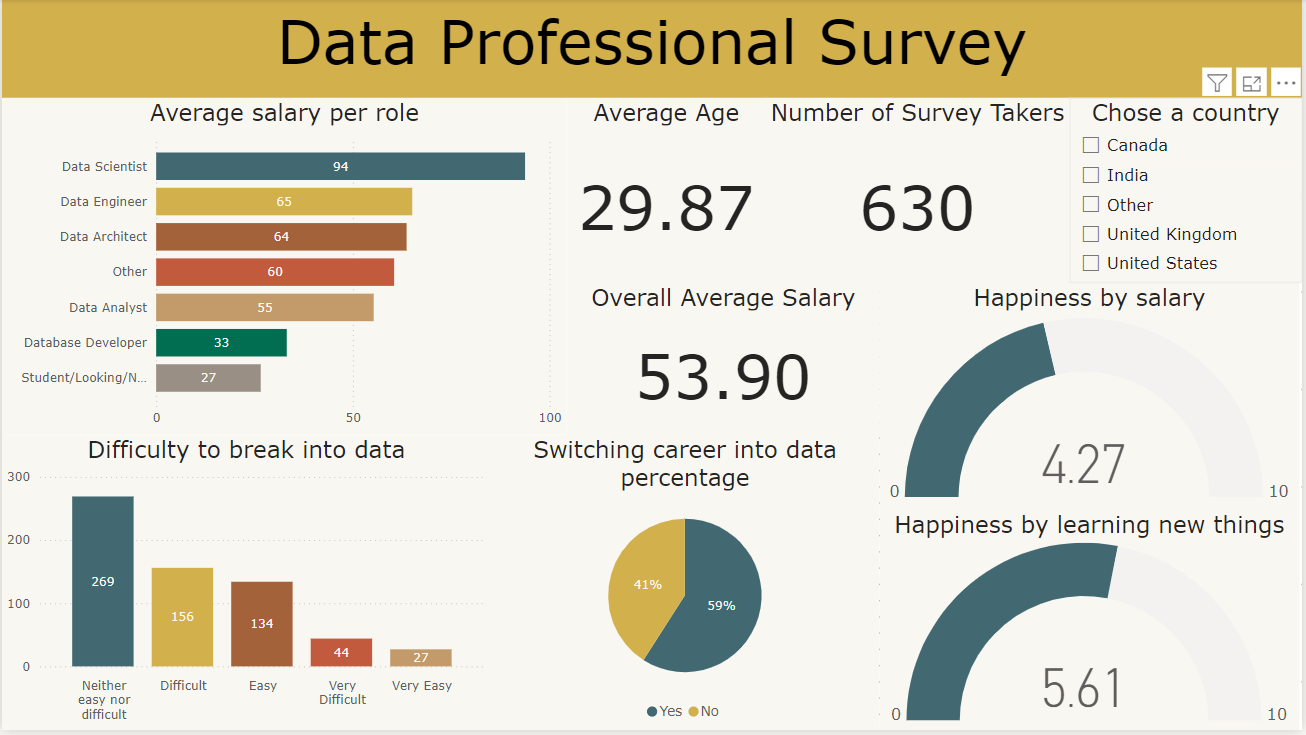 Data Professional Survey
Average salary per role
Data Scientist 94
Data Engineer 65
Data Architect 64
Other 60
Data Analyst 55
Database Developer 33
Student/Looking/N... 27
0 50 100
Average Age
29.87
Number of Survey Takers
630
Chose a country
Canada
India
Other
United Kingdom
United States
Overall Average Salary
53.90
Happiness by salary
4.27
0 10
Difficulty to break into data
300
200
100
0
269
156
134
44
27
Neither
easy nor
difficult
Difficult
Easy
Very
Difficult
Very Easy
Switching career into data
percentage
41%
59%
Yes No
Happiness by learning new things
5.61
0 10